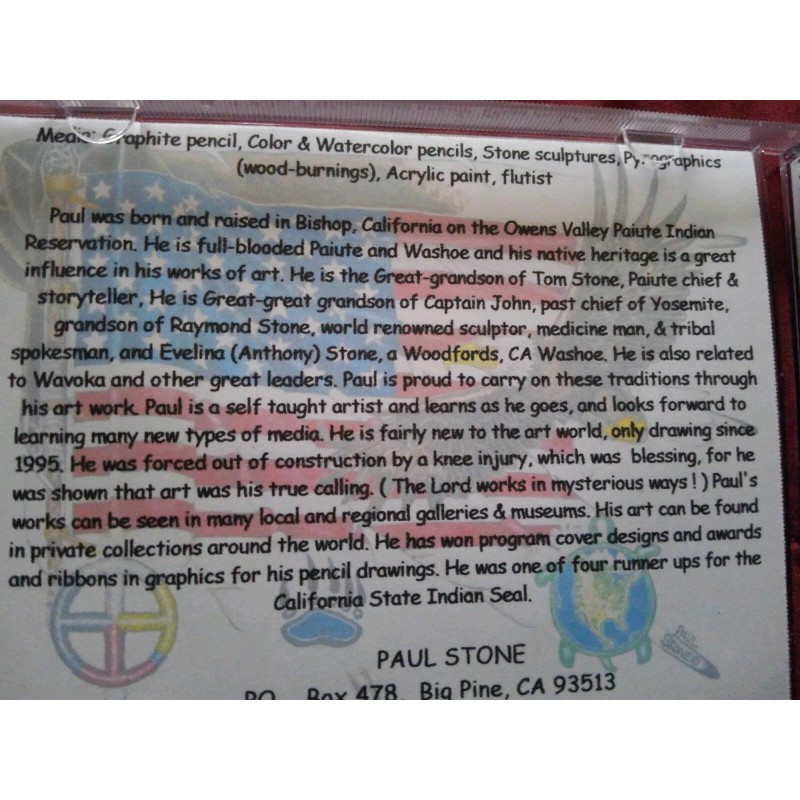 Media: Graphite pencil, Color & Watercolor pencils, Stone sculptures, Pyrographics
(wood-burnings), Acrylic paint, flutist
Paul was born and raised in Bishop, California on the Owens Valley Paiute Indian
Reservation. He is full-blooded Paiute and Washoe and his native heritage is a great
influence in his works of art. He is the Great-grandson of Tom Stone, Paiute chief &
storyteller, He is Great-great grandson of Captain John, past chief of Yosemite,
grandson of Raymond Stone, world renowned sculptor, medicine man, & tribal
spokesman, and Evelina (Anthony) Stone, a Woodfords, CA Washoe. He is also related
to Wavoka and other great leaders. Paul is proud to carry on these traditions through
his art work. Paul is a self taught artist and learns as he goes, and looks forward to
learning many new types of media. He is fairly new to the art world, only drawing since
1995. He was forced out of construction by a knee injury, which was blessing, for he
was shown that art was his true calling. ( The Lord works in mysterious ways ! ) Paul's
works can be seen in many local and regional galleries & museums. His art can be found
in private collections around the world. He has won program cover designs and awards
and ribbons in graphics for his pencil drawings. He was one of four runner ups for the
California State Indian Seal.
PAUL STONE
PO Box 478, Big Pine, CA 93513
PAUL
STONE